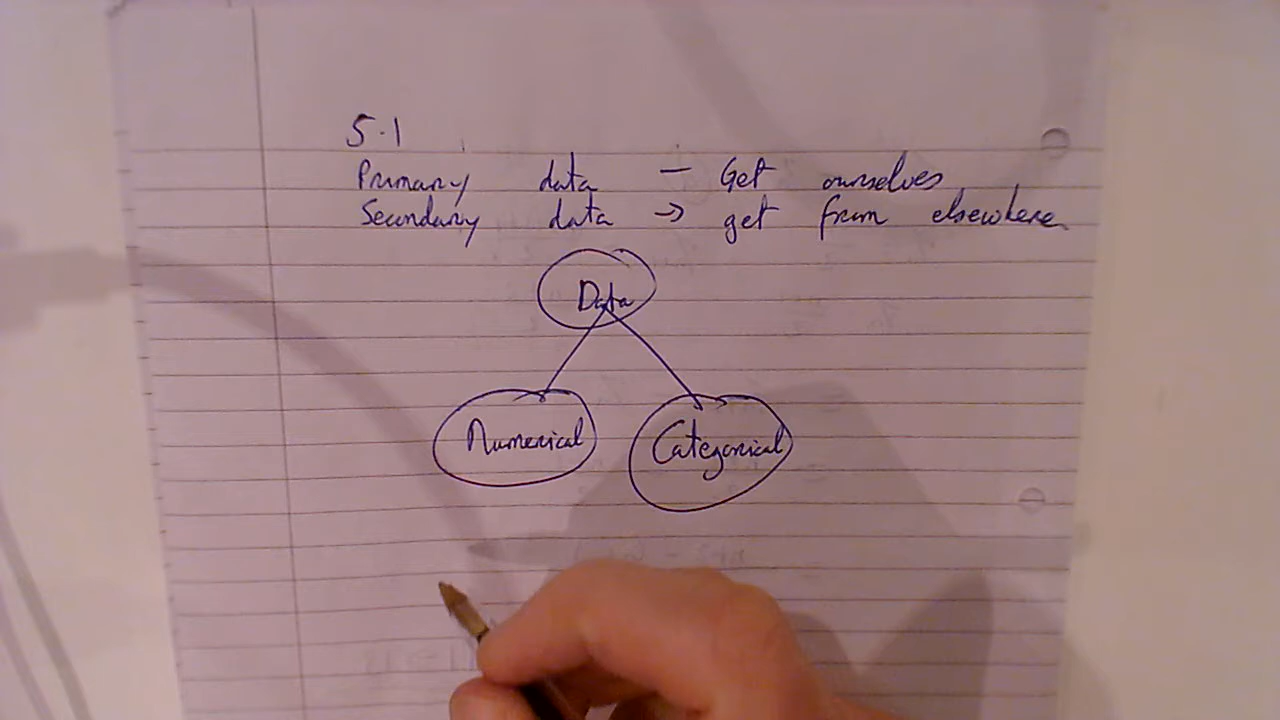 5.1
Primary data - Get ourselves
Secondary data → get from elsewhere
Data
Numerical Categorical